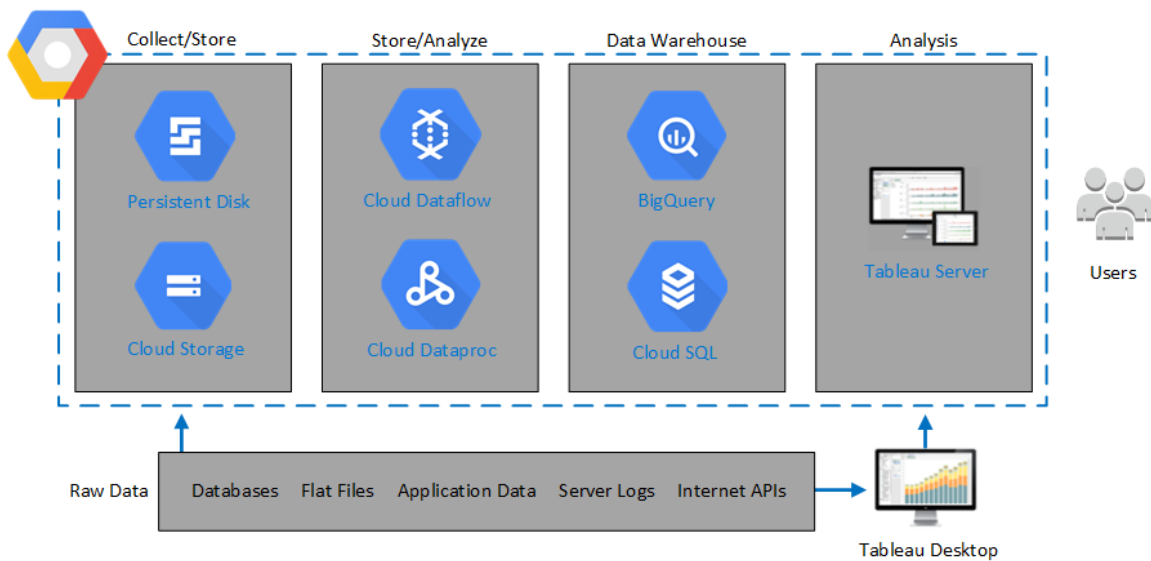 Collect/Store
Store/Analyze
Data Warehouse
Analysis
Persistent Disk
Cloud Dataflow
BigQuery
Tableau Server
Users
Cloud Storage
Cloud Dataproc
Cloud SQL
Raw Data
Databases
Flat Files
Application Data
Server Logs
Internet APIs
Tableau Desktop